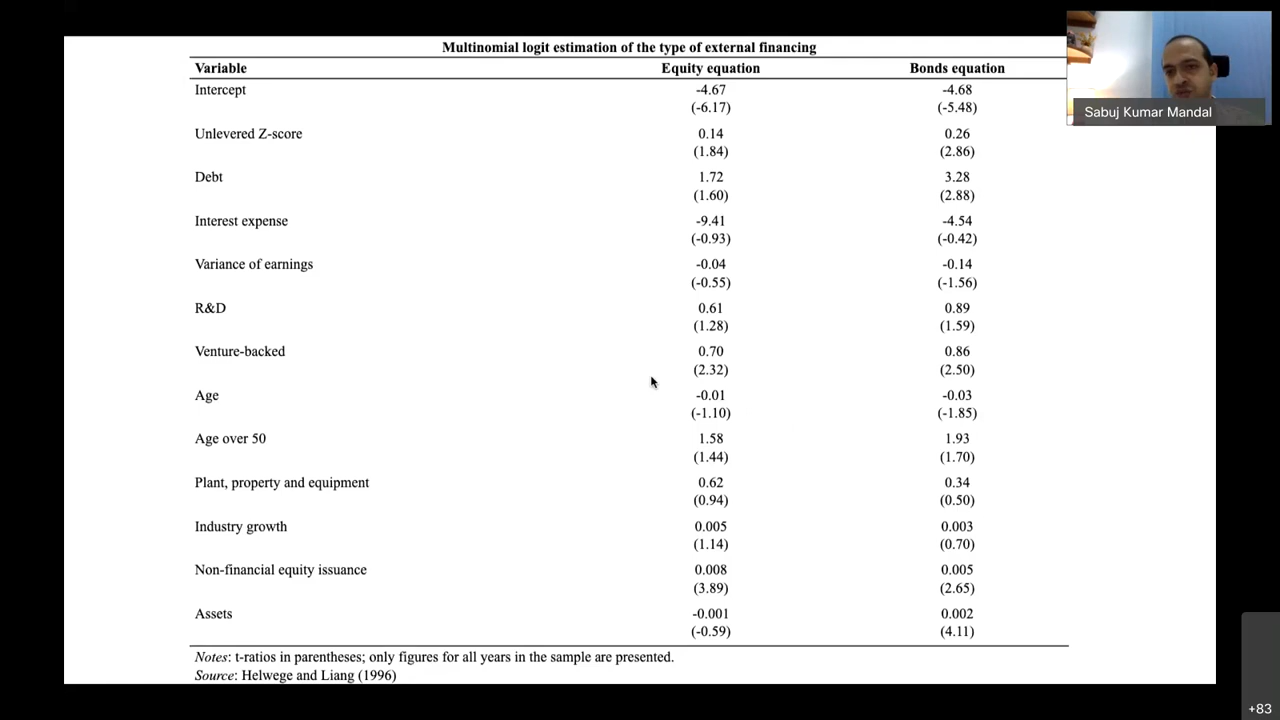 Multinomial logit estimation of the type of external financing
Variable Equity equation Bonds equation
Intercept -4.67 -4.68
(-6.17) (-5.48)
Unlevered Z-score 0.14 0.26
(1.84) (2.86)
Debt 1.72 3.28
(1.60) (2.88)
Interest expense -9.41 -4.54
(-0.93) (-0.42)
Variance of earnings -0.04 -0.14
(-0.55) (-1.56)
R&D 0.61 0.89
(1.28) (1.59)
Venture-backed 0.70 0.86
(2.32) (2.50)
Age -0.01 -0.03
(-1.10) (-1.85)
Age over 50 1.58 1.93
(1.44) (1.70)
Plant, property and equipment 0.62 0.34
(0.94) (0.50)
Industry growth 0.005 0.003
(1.14) (0.70)
Non-financial equity issuance 0.008 0.005
(3.89) (2.65)
Assets -0.001 0.002
(-0.59) (4.11)
Notes: t-ratios in parentheses; only figures for all years in the sample are presented.
Source: Helwege and Liang (1996)
Sabuj Kumar Mandal
+83